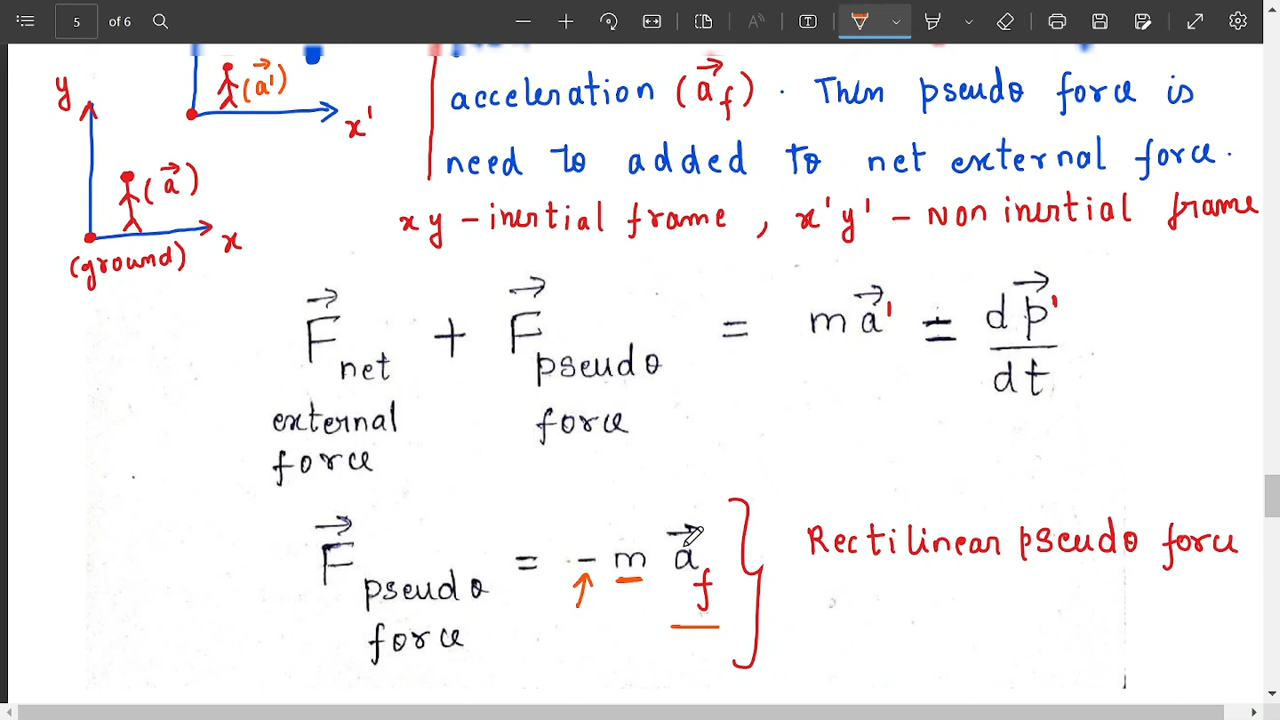 5 of 6
y
(a⃗')
x'
(a⃗)
x
(ground)
acceleration (a⃗f). Then pseudo force is
need to added to net external force.
xy - inertial frame, x'y' - Non inertial frame
F⃗ net external force + F⃗ pseudo force = ma⃗' = dp⃗'/dt
F⃗ pseudo force = - m a⃗f } Rectilinear pseudo force